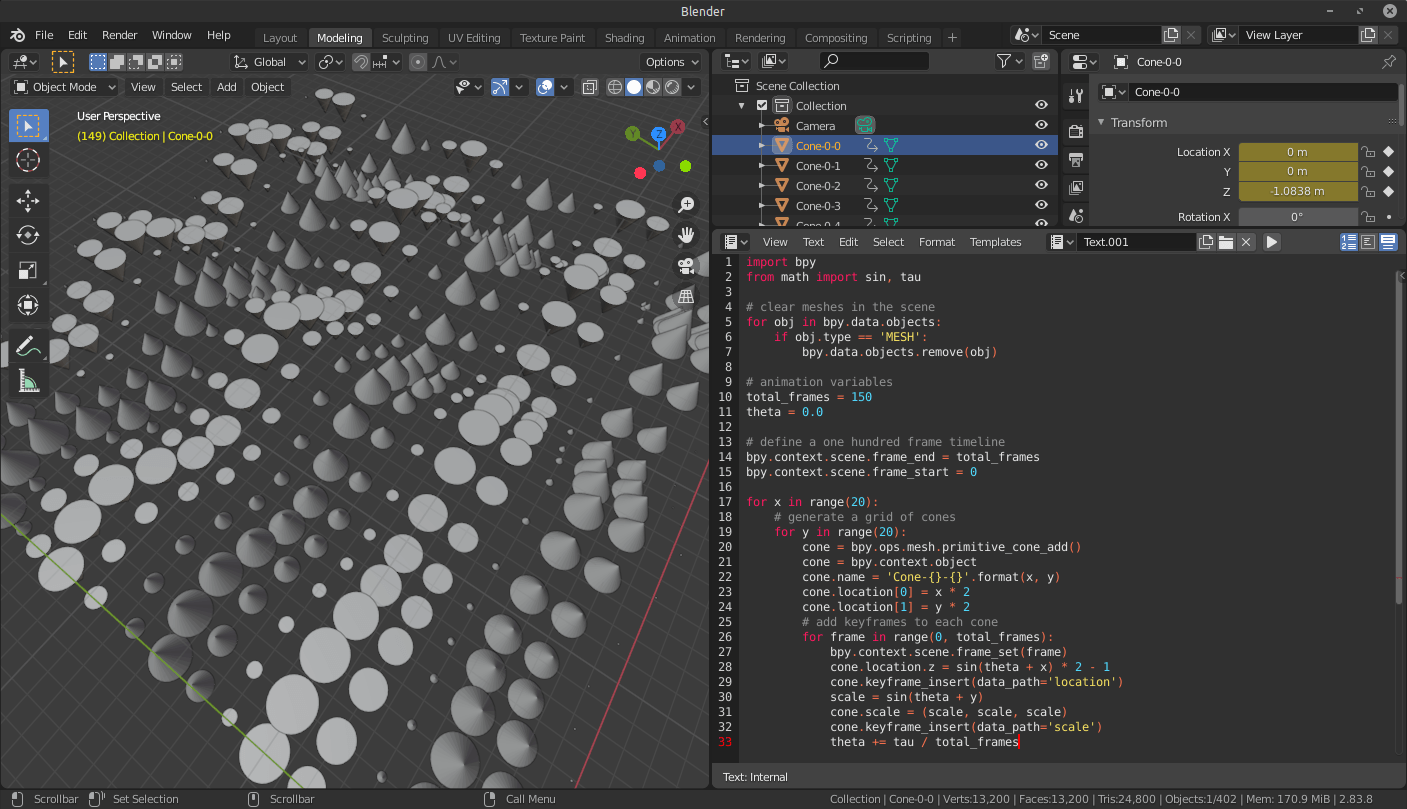 Blender
File Edit Render Window Help Layout Modeling Sculpting UV Editing Texture Paint Shading Animation Rendering Compositing Scripting + Scene View Layer
Global Options
Object Mode View Select Add Object
User Perspective
(149) Collection | Cone-0-0
Y Z X
Scene Collection
Collection
Camera
Cone-0-0
Cone-0-1
Cone-0-2
Cone-0-3
Cone-0-4
Cone-0-0
Cone-0-0
Transform
Location X 0 m
Y 0 m
Z -1.0838 m
Rotation X 0°
View Text Edit Select Format Templates Text.001
1 import bpy
2 from math import sin, tau
3
4 # clear meshes in the scene
5 for obj in bpy.data.objects:
6 if obj.type == 'MESH':
7 bpy.data.objects.remove(obj)
8
9 # animation variables
10 total_frames = 150
11 theta = 0.0
12
13 # define a one hundred frame timeline
14 bpy.context.scene.frame_end = total_frames
15 bpy.context.scene.frame_start = 0
16
17 for x in range(20):
18 # generate a grid of cones
19 for y in range(20):
20 cone = bpy.ops.mesh.primitive_cone_add()
21 cone = bpy.context.object
22 cone.name = 'Cone-{}-{}'.format(x, y)
23 cone.location[0] = x * 2
24 cone.location[1] = y * 2
25 # add keyframes to each cone
26 for frame in range(0, total_frames):
27 bpy.context.scene.frame_set(frame)
28 cone.location.z = sin(theta + x) * 2 - 1
29 cone.keyframe_insert(data_path='location')
30 scale = sin(theta + y)
31 cone.scale = (scale, scale, scale)
32 cone.keyframe_insert(data_path='scale')
33 theta += tau / total_frames
Text: Internal
Scrollbar Set Selection Scrollbar Call Menu Collection | Cone-0-0 | Verts:13,200 | Faces:13,200 | Tris:24,800 | Objects:1/402 | Mem: 170.9 MiB | 2.83.8